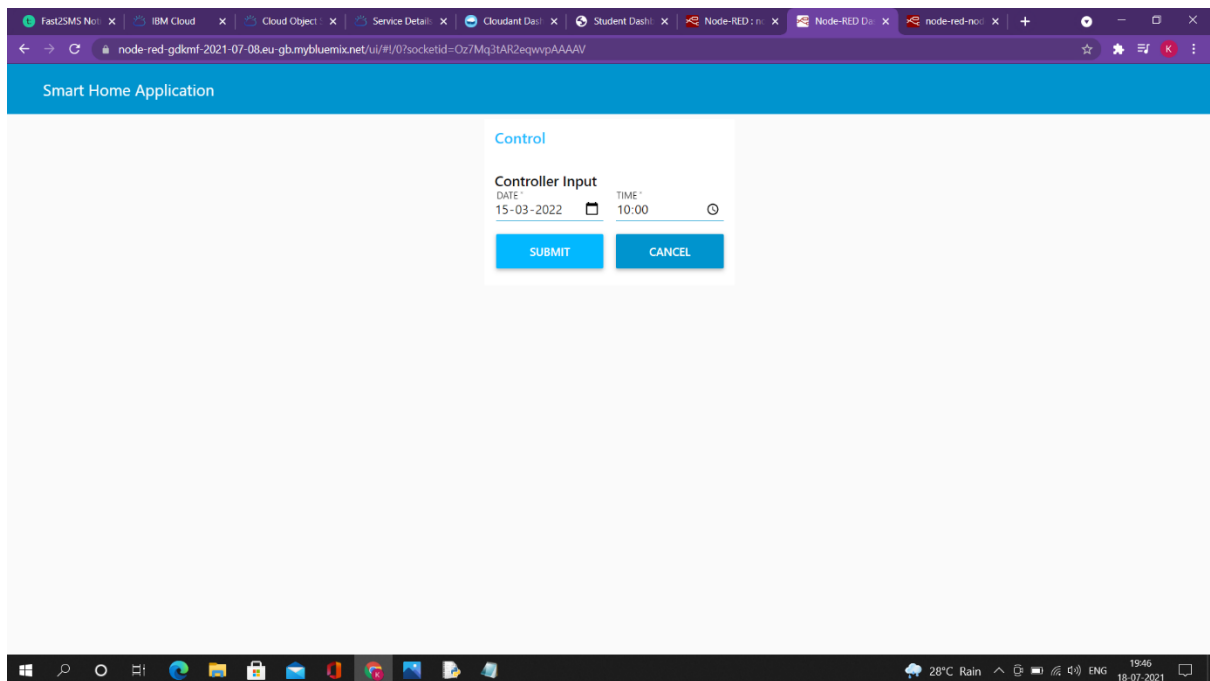 Fast2SMS Noti IBM Cloud Cloud Object Service Details Cloudant Dash Student Dashb Node-RED : no Node-RED Da node-red-nod
node-red-gdkmf-2021-07-08.eu-gb.mybluemix.net/ui/#!/0?socketid=Oz7Mq3tAR2eqwvpAAAAV
K
Smart Home Application
Control
Controller Input
DATE * TIME *
15-03-2022 10:00
SUBMIT CANCEL
28°C Rain ENG 19:46
18-07-2021